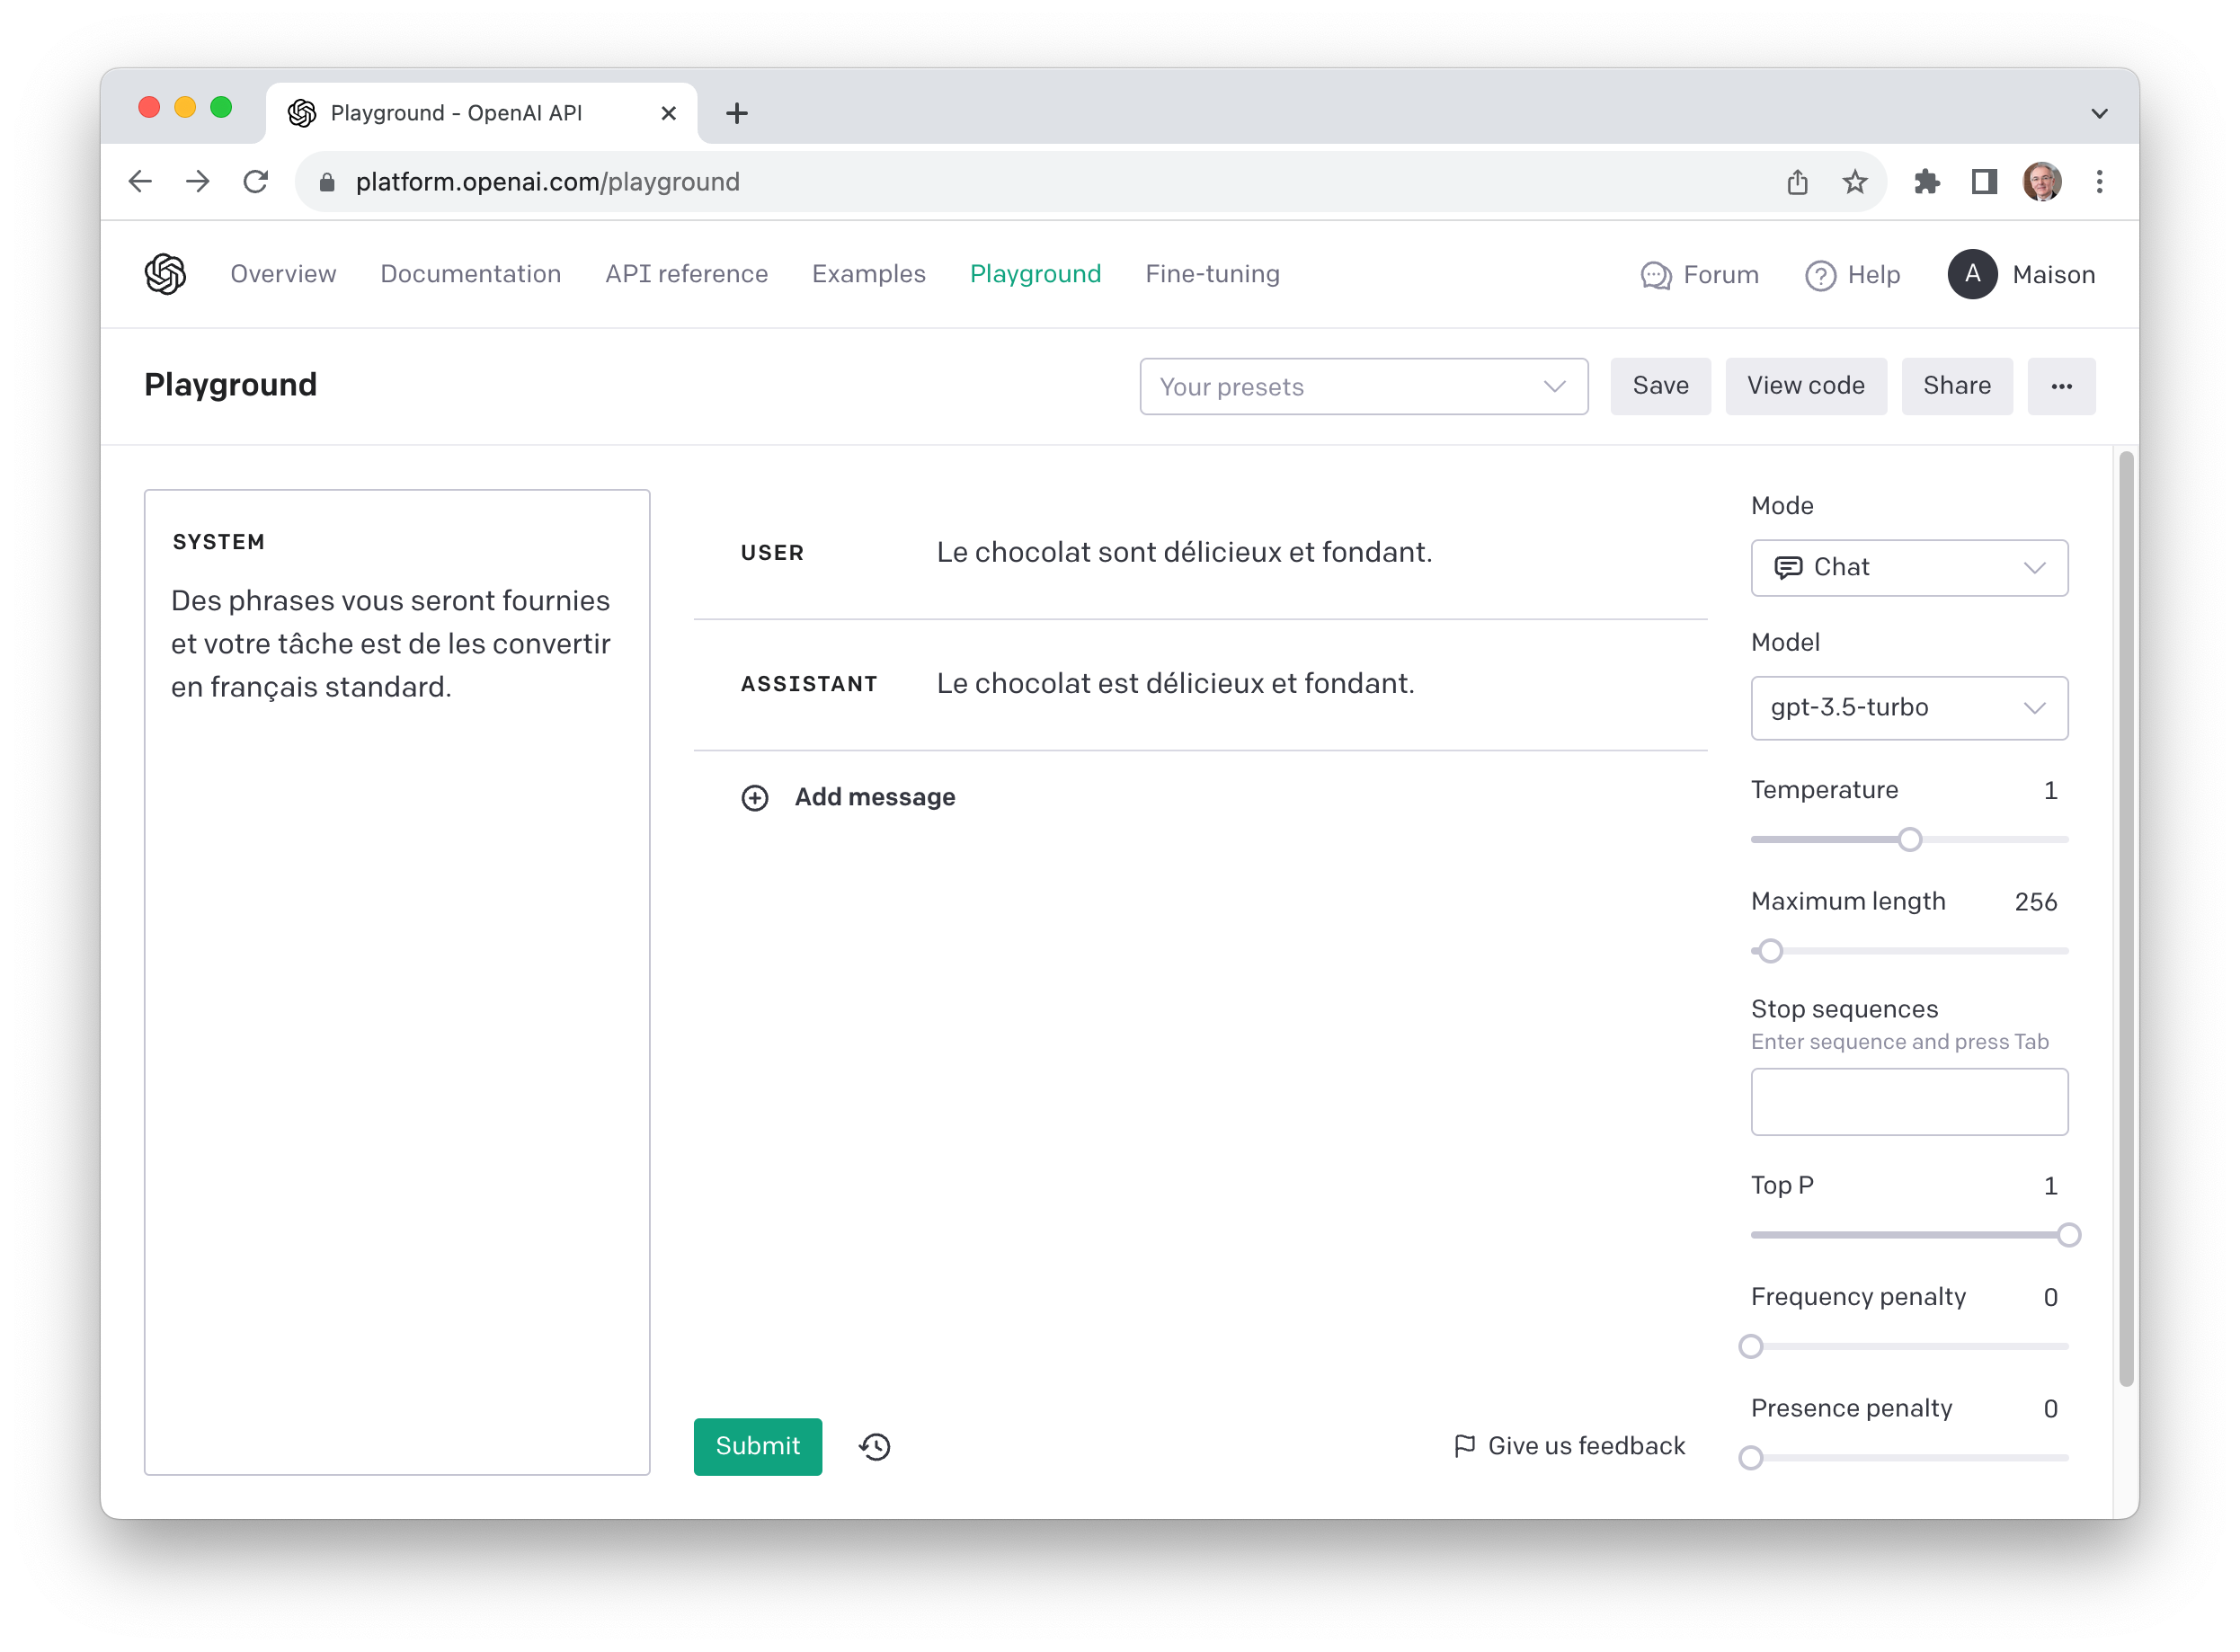 Playground - OpenAI API
platform.openai.com/playground
Overview Documentation API reference Examples Playground Fine-tuning Forum Help A Maison
Playground Your presets Save View code Share
SYSTEM
Des phrases vous seront fournies
et votre tâche est de les convertir
en français standard.
USER Le chocolat sont délicieux et fondant.
ASSISTANT Le chocolat est délicieux et fondant.
Add message
Submit Give us feedback
Mode
Chat
Model
gpt-3.5-turbo
Temperature 1
Maximum length 256
Stop sequences
Enter sequence and press Tab
Top P 1
Frequency penalty 0
Presence penalty 0